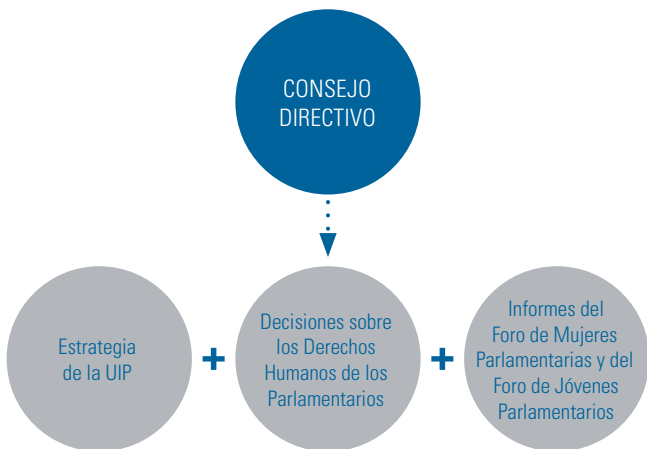 CONSEJO
DIRECTIVO
Estrategia
de la UIP
+
Decisiones sobre
los Derechos
Humanos de los
Parlamentarios
+
Informes del
Foro de Mujeres
Parlamentarias y del
Foro de Jóvenes
Parlamentarios